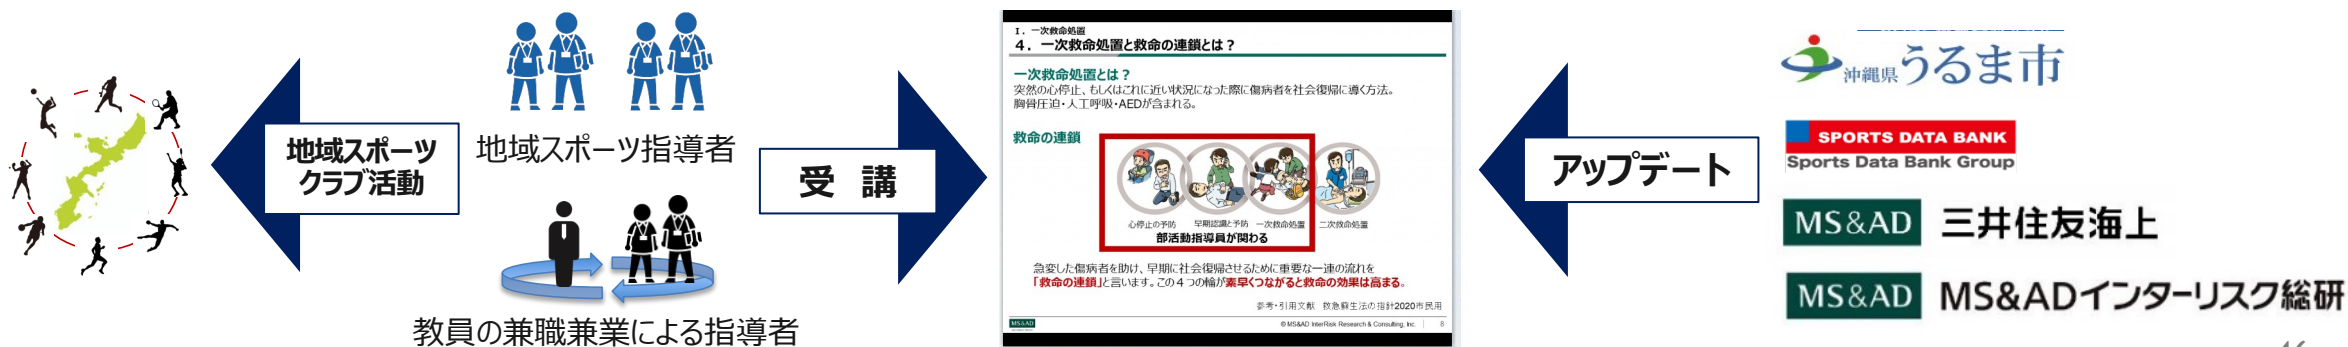 地域スポーツ
クラブ活動
地域スポーツ指導者
教員の兼職兼業による指導者
受 講
I．一次救命処置
4．一次救命処置と救命の連鎖とは？
一次救命処置とは？
突然の心停止、もしくはこれに近い状況になった際に傷病者を社会復帰に導く方法。
胸骨圧迫・人工呼吸・AEDが含まれる。
救命の連鎖
心停止の予防 早期認識と予防 一次救命処置 二次救命処置
部活動指導員が関わる
急変した傷病者を助け、早期に社会復帰させるために重要な一連の流れを
「救命の連鎖」と言います。この４つの輪が素早くつながると救命の効果は高まる。
参考・引用文献 救急蘇生法の指針2020市民用
MS&AD
© MS&AD InterRisk Research & Consulting, Inc. 8
アップデート
沖縄県うるま市
SPORTS DATA BANK
Sports Data Bank Group
MS&AD 三井住友海上
MS&AD MS&ADインターリスク総研